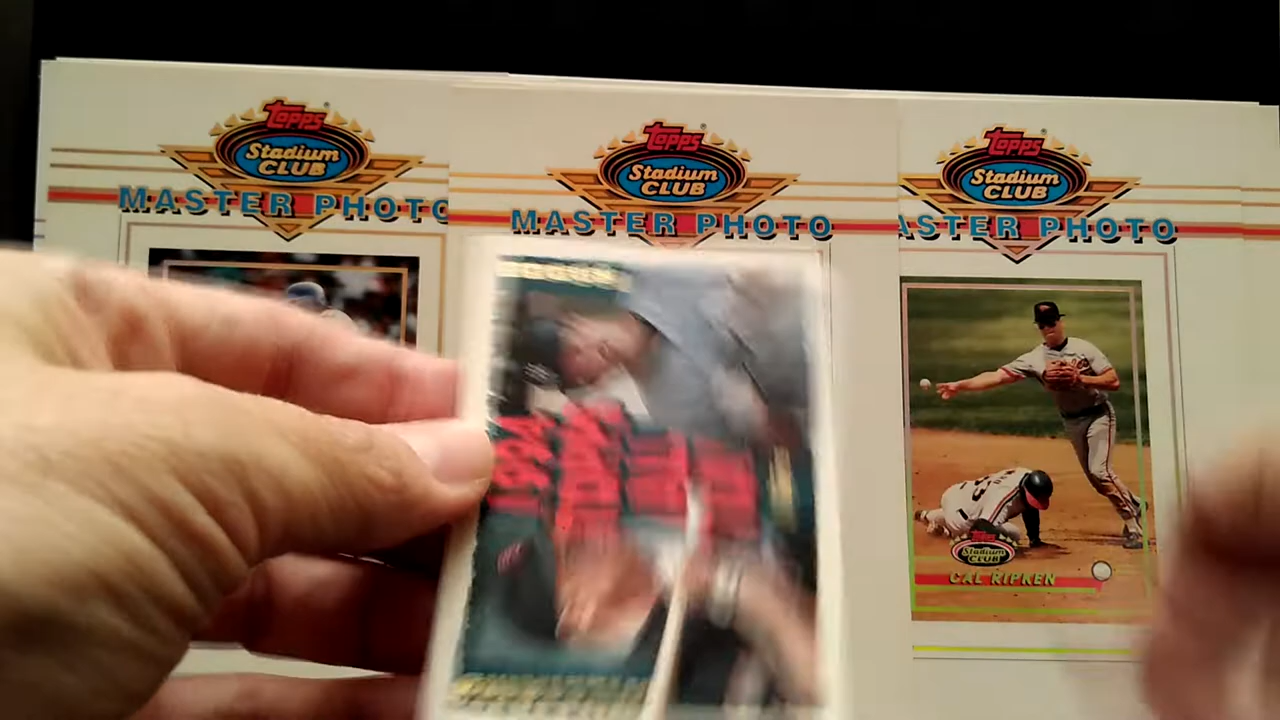 Topps
Stadium
CLUB
MASTER PHOTO
Topps
Stadium
CLUB
MASTER PHOTO
Topps
Stadium
CLUB
ASTER PHOTO
Topps
Stadium
CLUB
CAL RIPKEN